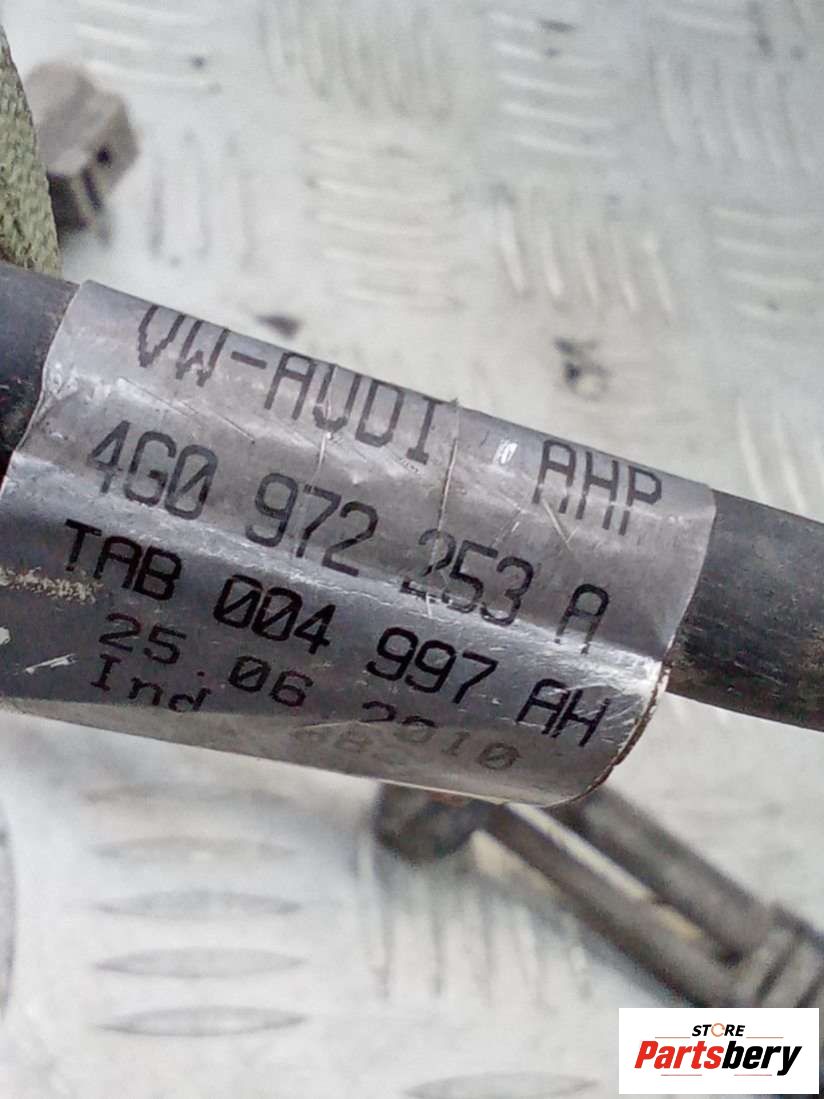 VW-AUDI AHP
4G0 972 253 A
TAB 004 997 AH
25.06 2010
Ind
STORE
Partsbery